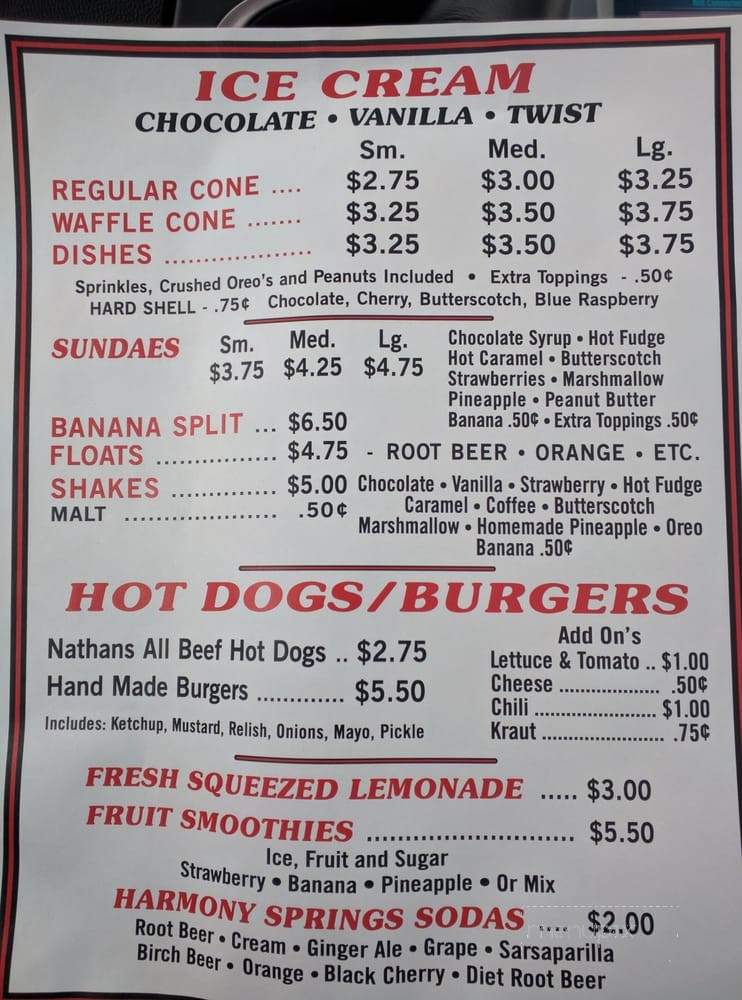 ICE CREAM
CHOCOLATE • VANILLA • TWIST
Sm. Med. Lg.
REGULAR CONE .... $2.75 $3.00 $3.25
WAFFLE CONE ....... $3.25 $3.50 $3.75
DISHES ................... $3.25 $3.50 $3.75
Sprinkles, Crushed Oreo's and Peanuts Included • Extra Toppings - .50¢
HARD SHELL - .75¢ Chocolate, Cherry, Butterscotch, Blue Raspberry
SUNDAES Sm. Med. Lg.
$3.75 $4.25 $4.75
Chocolate Syrup • Hot Fudge
Hot Caramel • Butterscotch
Strawberries • Marshmallow
Pineapple • Peanut Butter
Banana .50¢ • Extra Toppings .50¢
BANANA SPLIT ... $6.50
FLOATS ................ $4.75 - ROOT BEER • ORANGE • ETC.
SHAKES .............. $5.00 Chocolate • Vanilla • Strawberry • Hot Fudge
MALT .................... .50¢ Caramel • Coffee • Butterscotch
Marshmallow • Homemade Pineapple • Oreo
Banana .50¢
HOT DOGS/BURGERS
Nathans All Beef Hot Dogs .. $2.75
Hand Made Burgers ............. $5.50
Includes: Ketchup, Mustard, Relish, Onions, Mayo, Pickle
Add On's
Lettuce & Tomato .. $1.00
Cheese ................... .50¢
Chili ....................... $1.00
Kraut ....................... .75¢
FRESH SQUEEZED LEMONADE ..... $3.00
FRUIT SMOOTHIES ........................... $5.50
Ice, Fruit and Sugar
Strawberry • Banana • Pineapple • Or Mix
HARMONY SPRINGS SODAS ...... $2.00
Root Beer • Cream • Ginger Ale • Grape • Sarsaparilla
Birch Beer • Orange • Black Cherry • Diet Root Beer